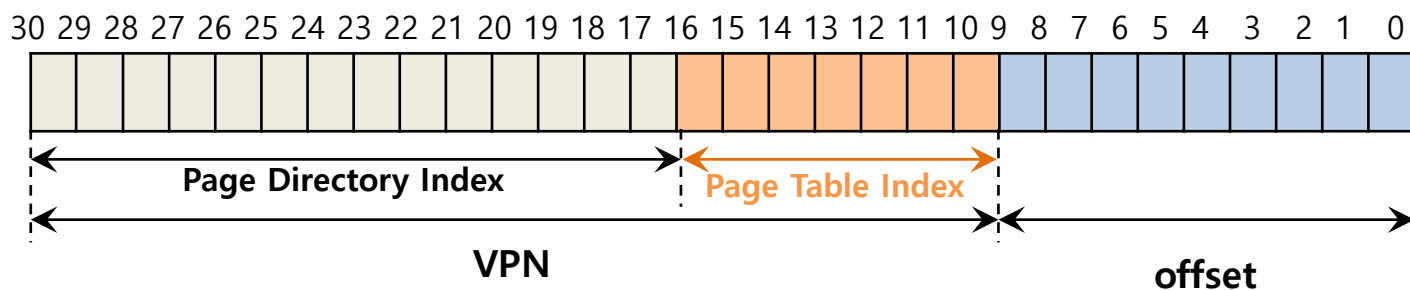 30 29 28 27 26 25 24 23 22 21 20 19 18 17 16 15 14 13 12 11 10 9 8 7 6 5 4 3 2 1 0
Page Directory Index
Page Table Index
VPN
offset